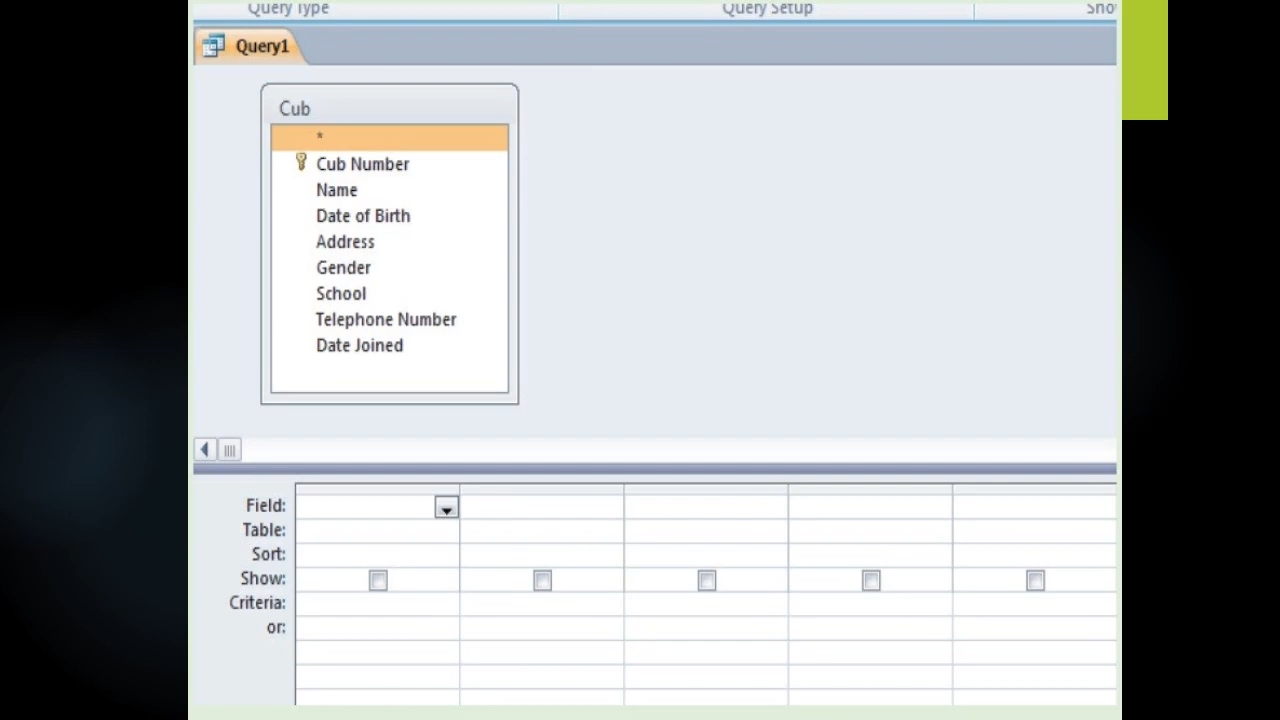 Query Type Query Setup
Query1
Cub
*
Cub Number
Name
Date of Birth
Address
Gender
School
Telephone Number
Date Joined
Field:
Table:
Sort:
Show:
Criteria:
or: